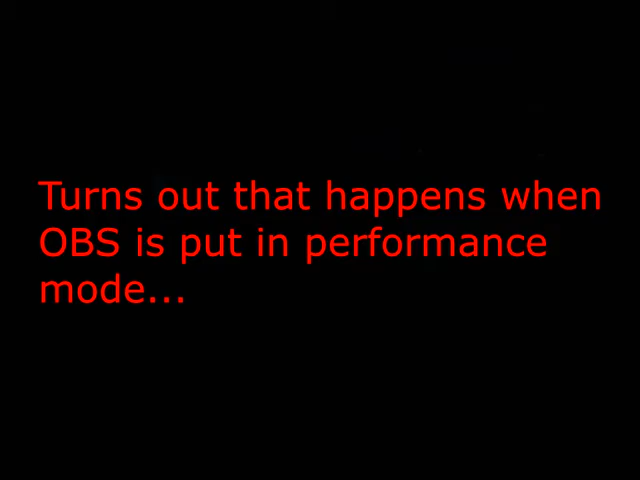 Turns out that happens when
OBS is put in performance
mode...